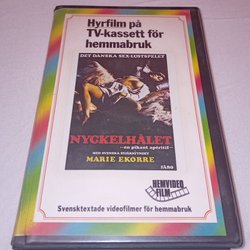 Hyrfilm på
TV-kassett för
hemmabruk
DET DANSKA SEX-LUSTSPELET
NYCKELHÅLET
–en pikant aperitif–
MED SVENSKA STJÄRNSKOTTET
MARIE EKORRE
HEMVIDEO
FILM
Svensktextade videofilmer för hemmabruk